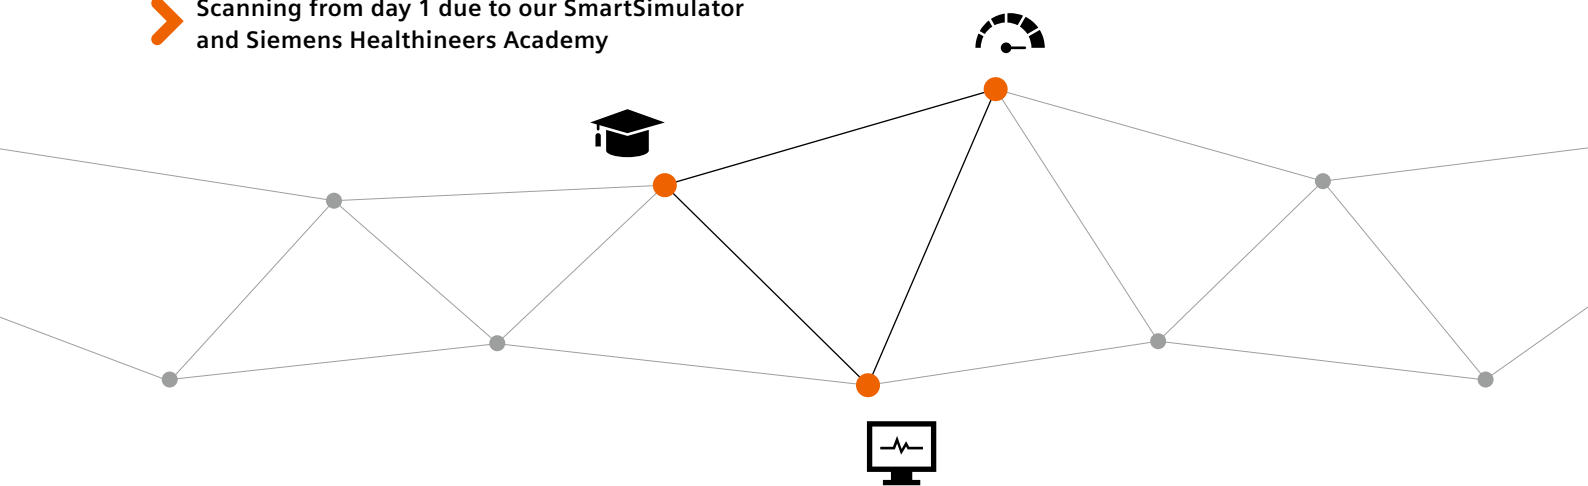 Scanning from day 1 due to our SmartSimulator
and Siemens Healthineers Academy